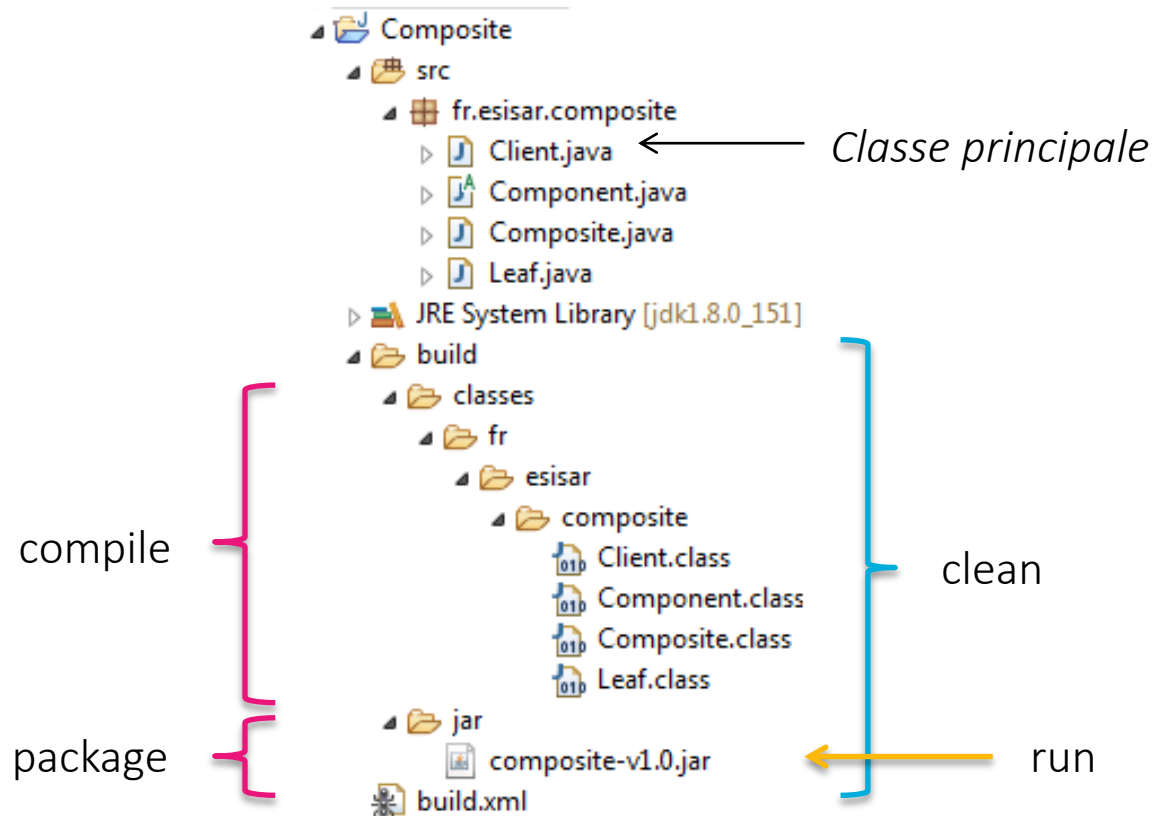 Composite
src
fr.esisar.composite
Client.java
Classe principale
Component.java
Composite.java
Leaf.java
JRE System Library [jdk1.8.0_151]
build
classes
fr
esisar
composite
compile
Client.class
clean
Component.class
Composite.class
Leaf.class
jar
package
composite-v1.0.jar
run
build.xml